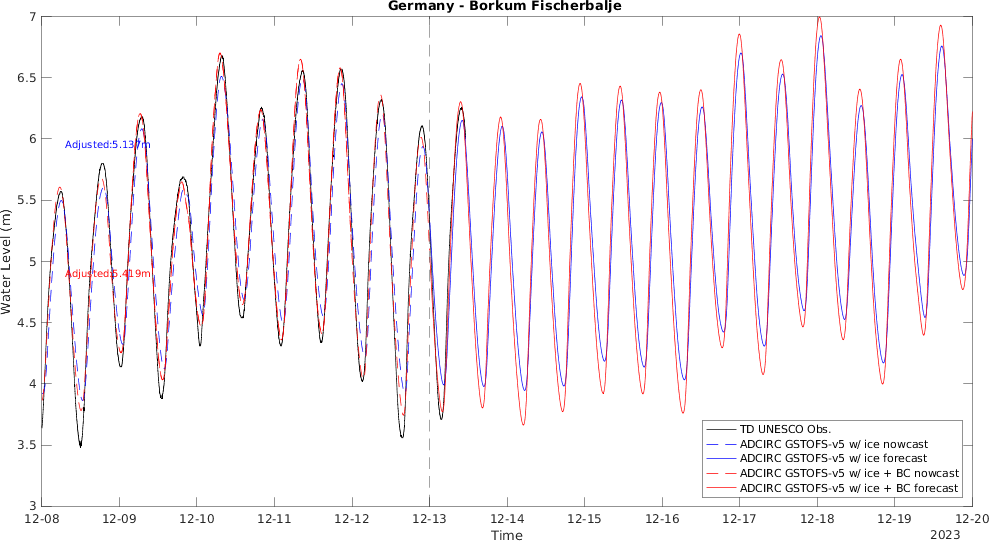 Germany - Borkum Fischerbalje
7
6.5
6
5.5
5
4.5
4
3.5
3
Water Level (m)
Adjusted:5.137m
Adjusted:5.419m
TD UNESCO Obs.
ADCIRC GSTOFS-v5 w/ ice nowcast
ADCIRC GSTOFS-v5 w/ ice forecast
ADCIRC GSTOFS-v5 w/ ice + BC nowcast
ADCIRC GSTOFS-v5 w/ ice + BC forecast
12-08 12-09 12-10 12-11 12-12 12-13 12-14 12-15 12-16 12-17 12-18 12-19 12-20
Time
2023